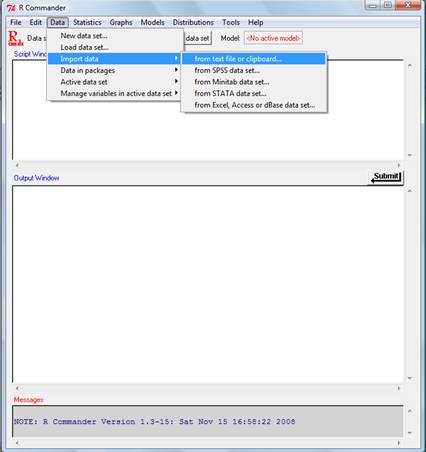 R Commander
File Edit Data Statistics Graphs Models Distributions Tools Help
R Data s
data set Model: <No active model>
New data set...
Load data set...
Import data
Data in packages
Active data set
Manage variables in active data set
from text file or clipboard...
from SPSS data set...
from Minitab data set...
from STATA data set...
from Excel, Access or dBase data set...
Script Wind
Output Window
Submit
Messages
NOTE: R Commander Version 1.3-15: Sat Nov 15 16:58:22 2008